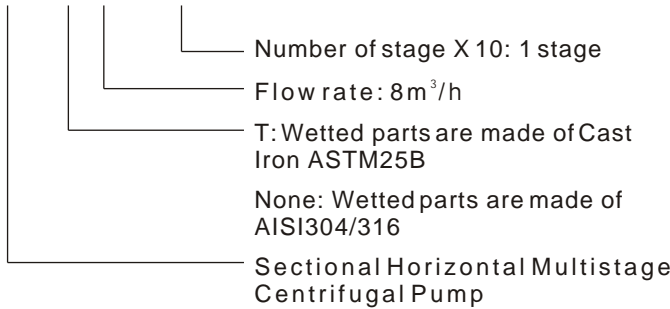 Number of stage X 10: 1 stage
Flow rate: 8m³/h
T: Wetted parts are made of Cast
Iron ASTM25B
None: Wetted parts are made of
AISI304/316
Sectional Horizontal Multistage
Centrifugal Pump